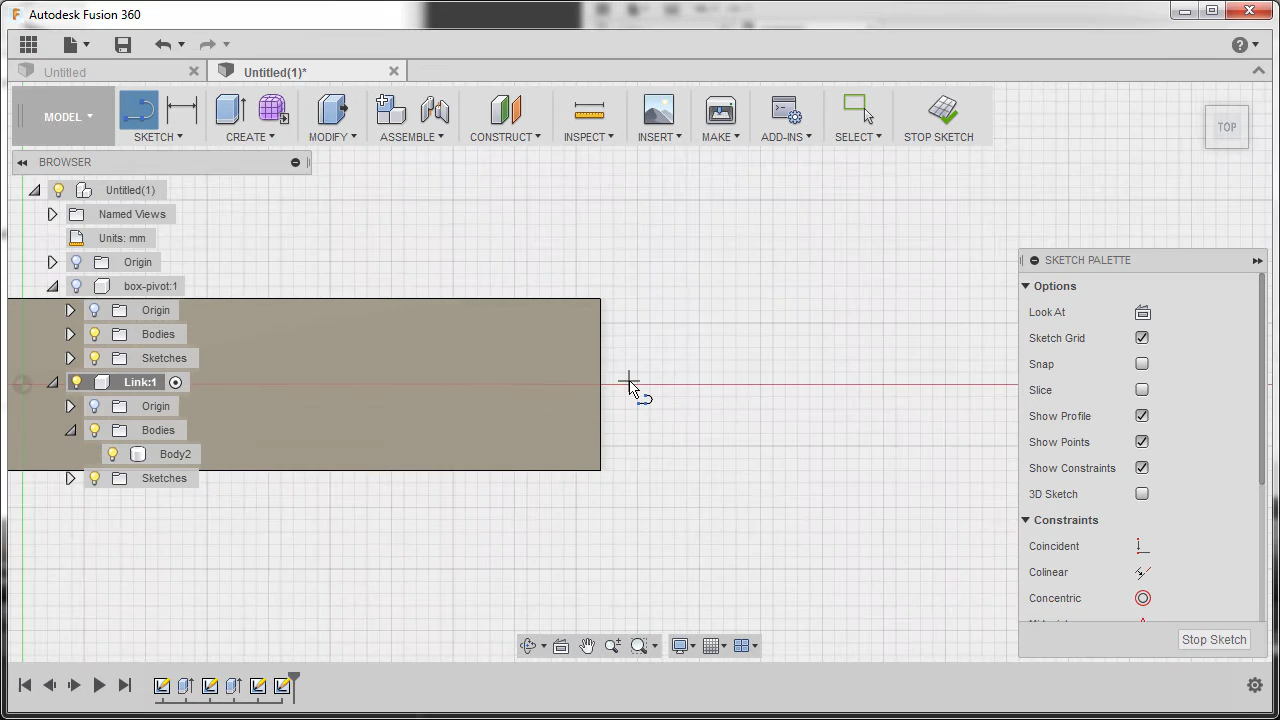 Autodesk Fusion 360
Untitled
Untitled(1)*
MODEL
SKETCH
CREATE
MODIFY
ASSEMBLE
CONSTRUCT
INSPECT
INSERT
MAKE
ADD-INS
SELECT
STOP SKETCH
TOP
BROWSER
Untitled(1)
Named Views
Units: mm
Origin
box-pivot:1
Origin
Bodies
Sketches
Link:1
Origin
Bodies
Body2
Sketches
SKETCH PALETTE
Options
Look At
Sketch Grid
Snap
Slice
Show Profile
Show Points
Show Constraints
3D Sketch
Constraints
Coincident
Colinear
Concentric
Stop Sketch